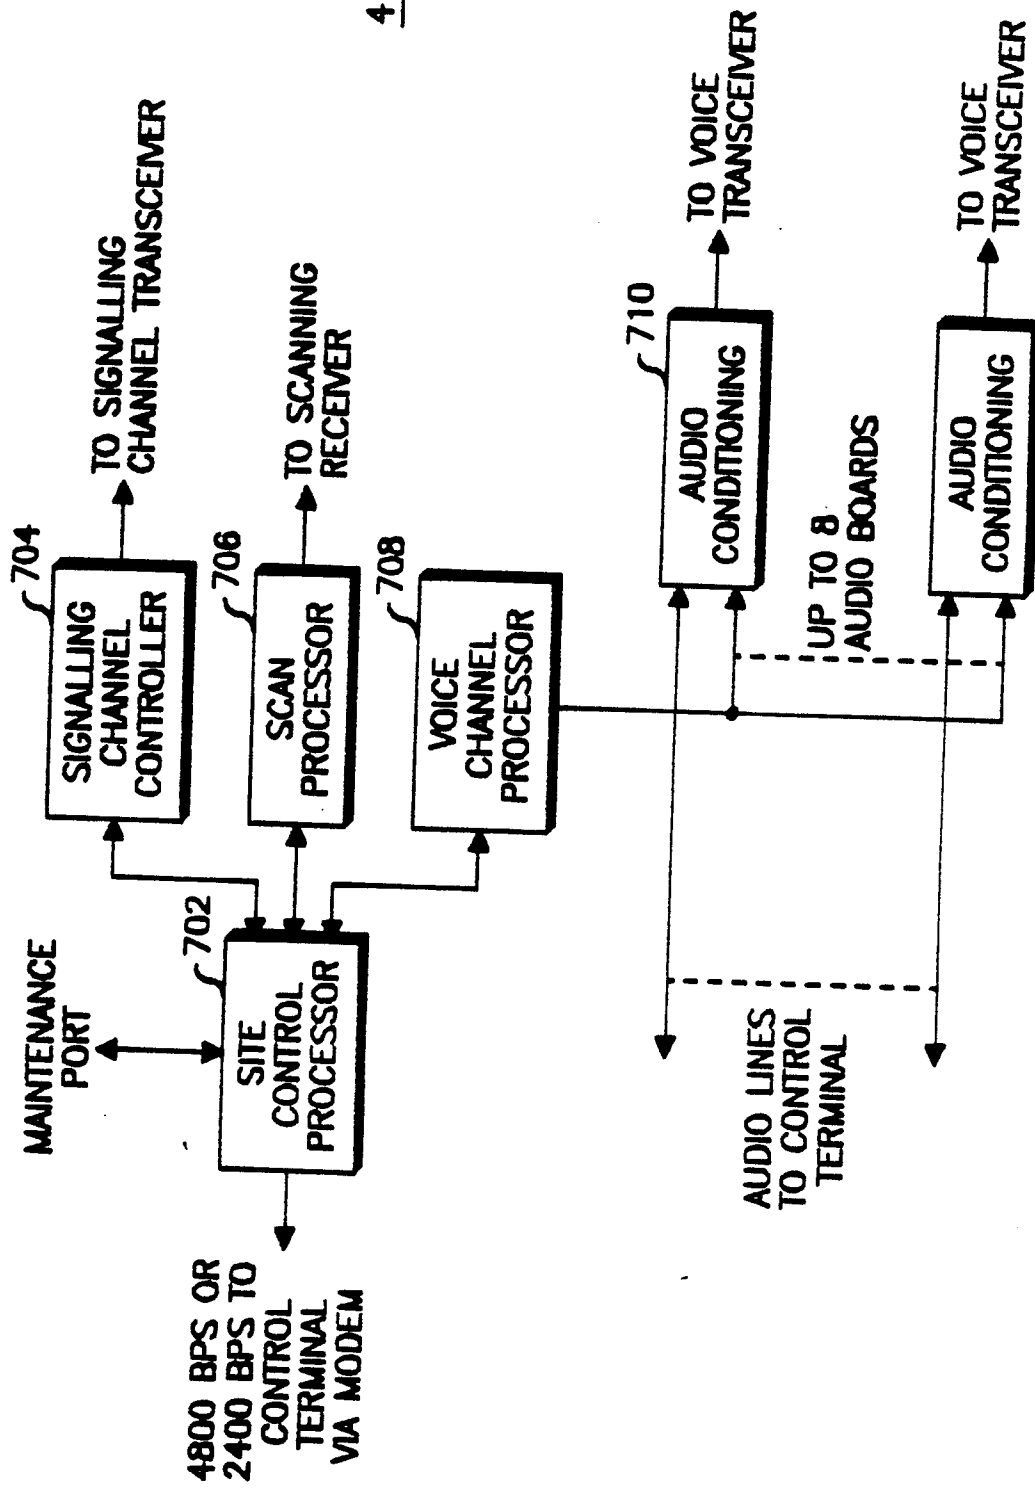 4
MAINTENANCE
PORT
4800 BPS OR
2400 BPS TO
CONTROL
TERMINAL
VIA MODEM
702
SITE
CONTROL
PROCESSOR
704
SIGNALLING
CHANNEL
CONTROLLER
TO SIGNALLING
CHANNEL TRANSCEIVER
706
SCAN
PROCESSOR
TO SCANNING
RECEIVER
708
VOICE
CHANNEL
PROCESSOR
710
AUDIO
CONDITIONING
TO VOICE
TRANSCEIVER
UP TO 8
AUDIO BOARDS
AUDIO LINES
TO CONTROL
TERMINAL
AUDIO
CONDITIONING
TO VOICE
TRANSCEIVER